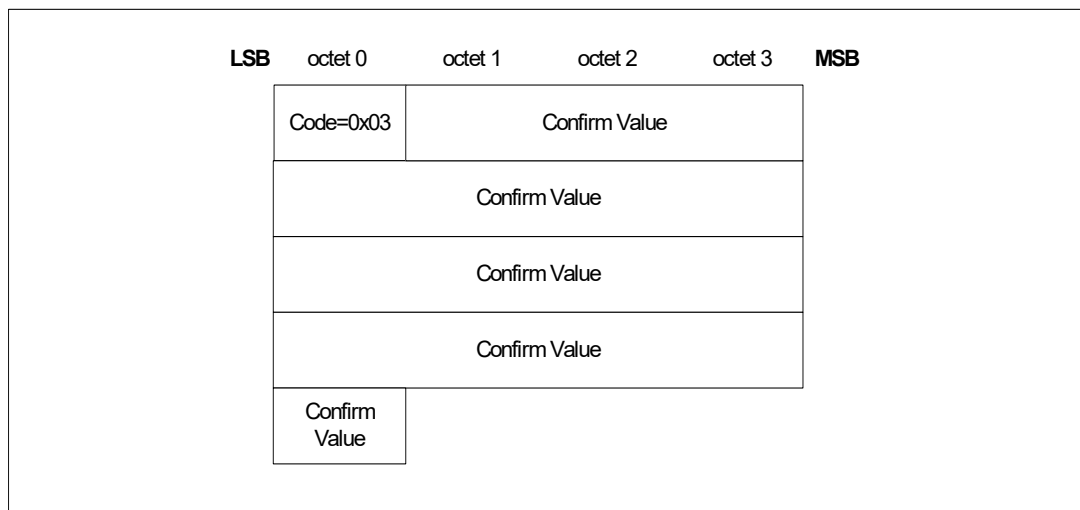 LSB octet 0 octet 1 octet 2 octet 3 MSB
Code=0x03 Confirm Value
Confirm Value
Confirm Value
Confirm Value
Confirm
Value